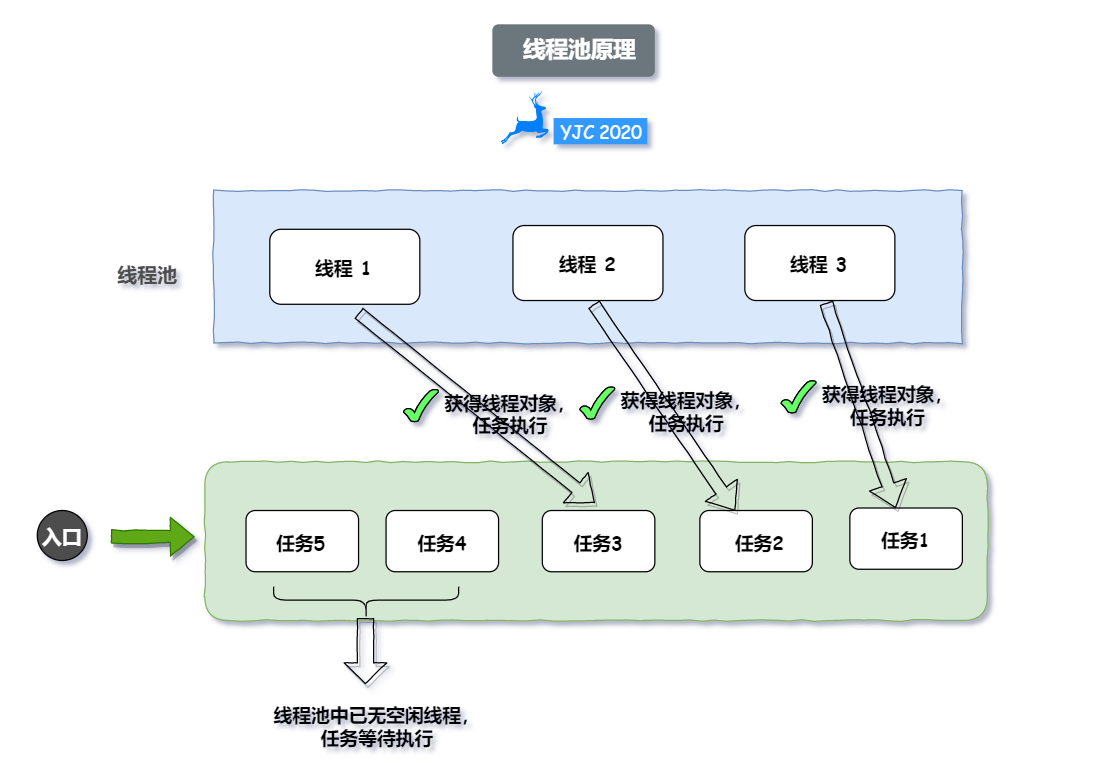 线程池原理
YJC 2020
线程池
线程 1
线程 2
线程 3
获得线程对象，
任务执行
获得线程对象，
任务执行
获得线程对象，
任务执行
入口
任务5
任务4
任务3
任务2
任务1
线程池中已无空闲线程，
任务等待执行